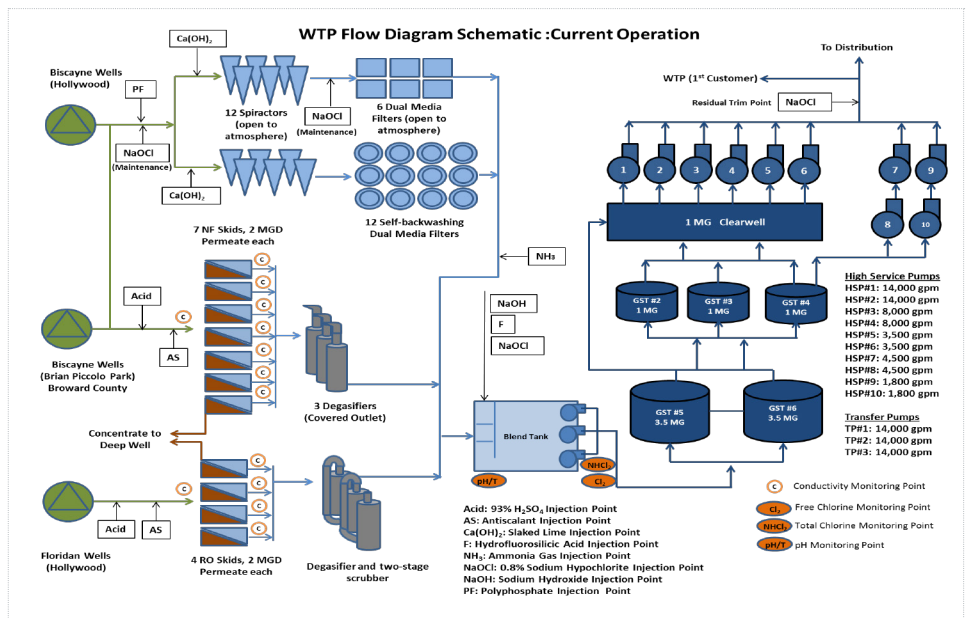 WTP Flow Diagram Schematic :Current Operation
Ca(OH)₂
Biscayne Wells
(Hollywood)
PF
NaOCl
(Maintenance)
Ca(OH)₂
12 Spiractors
(open to
atmosphere)
NaOCl
(Maintenance)
6 Dual Media
Filters (open to
atmosphere)
12 Self-backwashing
Dual Media Filters
7 NF Skids, 2 MGD
Permeate each
NH₃
Acid
C
AS
C
C
C
C
C
C
C
Biscayne Wells
(Brian Piccolo Park)
Broward County
3 Degasifiers
(Covered Outlet)
NaOH
F
NaOCl
Concentrate to
Deep Well
Blend Tank
pH/T
NHCl₂
Cl₂
C
C
C
C
C
Acid
AS
Floridan Wells
(Hollywood)
4 RO Skids, 2 MGD
Permeate each
Degasifier and two-stage
scrubber
To Distribution
WTP (1st Customer)
Residual Trim Point
NaOCl
1
2
3
4
5
6
7
9
8
10
1 MG Clearwell
GST #2
1 MG
GST #3
1 MG
GST #4
1 MG
GST #5
3.5 MG
GST #6
3.5 MG
High Service Pumps
HSP#1: 14,000 gpm
HSP#2: 14,000 gpm
HSP#3: 8,000 gpm
HSP#4: 8,000 gpm
HSP#5: 3,500 gpm
HSP#6: 3,500 gpm
HSP#7: 4,500 gpm
HSP#8: 4,500 gpm
HSP#9: 1,800 gpm
HSP#10: 1,800 gpm
Transfer Pumps
TP#1: 14,000 gpm
TP#2: 14,000 gpm
TP#3: 14,000 gpm
C Conductivity Monitoring Point
Cl₂ Free Chlorine Monitoring Point
NHCl₂ Total Chlorine Monitoring Point
pH/T pH Monitoring Point
Acid: 93% H₂SO₄ Injection Point
AS: Antiscalant Injection Point
Ca(OH)₂: Slaked Lime Injection Point
F: Hydrofluorosilicic Acid Injection Point
NH₃: Ammonia Gas Injection Point
NaOCl: 0.8% Sodium Hypochlorite Injection Point
NaOH: Sodium Hydroxide Injection Point
PF: Polyphosphate Injection Point